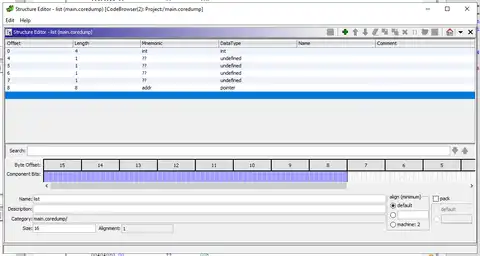 Structure Editor - list (main.coredump) [CodeBrowser(2): Project:/main.coredump]
Edit Help
Structure Editor - list (main.coredump)
Offset Length Mnemonic DataType Name Comment
0 4 int int
4 1 ?? undefined
5 1 ?? undefined
6 1 ?? undefined
7 1 ?? undefined
8 8 addr pointer
Search:
Byte Offset: 15 14 13 12 11 10 9 8 7 6 5
Component Bits:
align (minimum) pack
Name: list
default
Description:
default
Category: main.coredump/
Size: 16 Alignment: 1
machine: 2